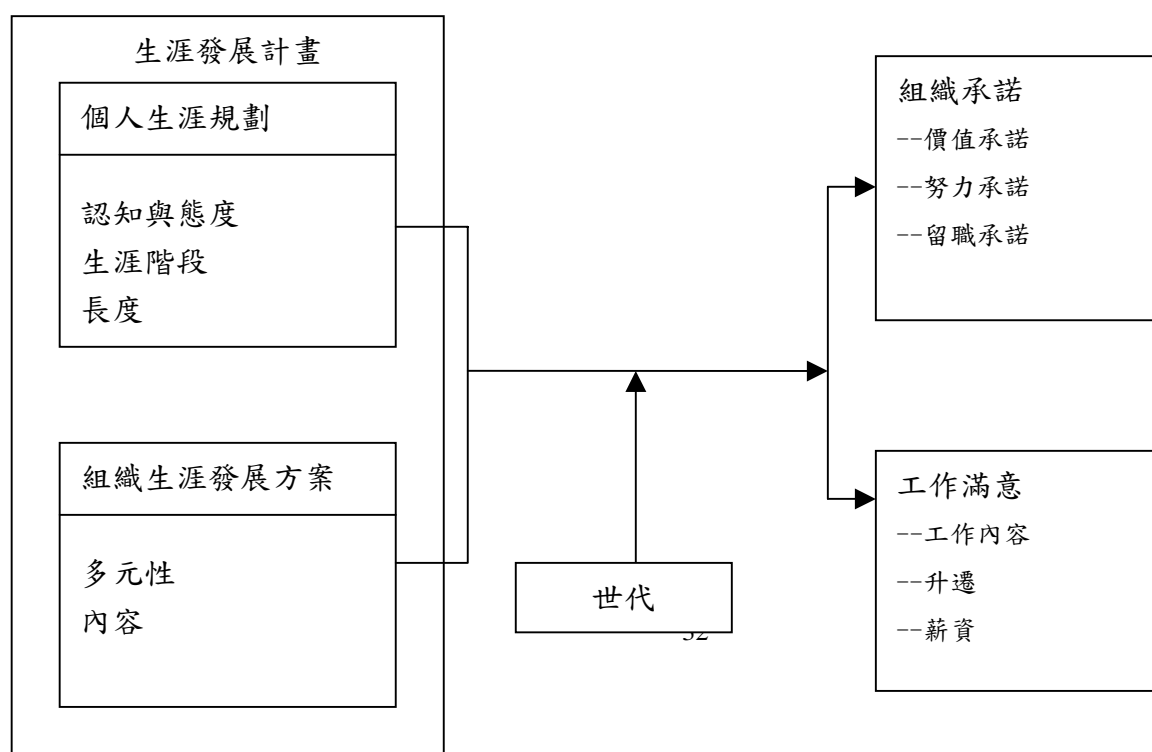 生涯發展計畫
個人生涯規劃
認知與態度
生涯階段
長度
組織生涯發展方案
多元性
內容
世代
組織承諾
--價值承諾
--努力承諾
--留職承諾
工作滿意
--工作內容
--升遷
--薪資